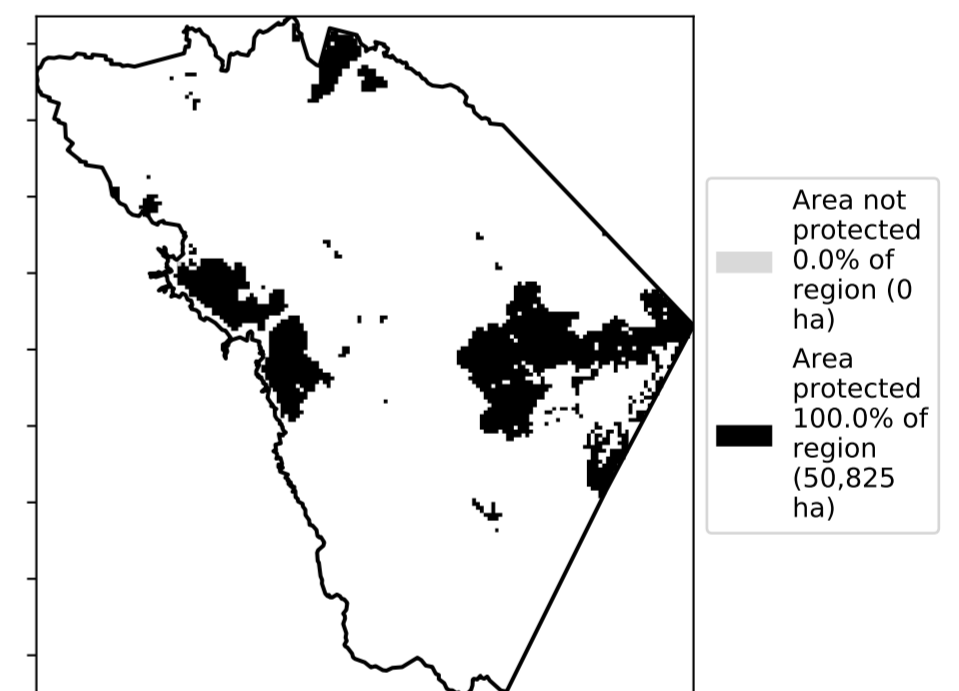 Area not
protected
0.0% of
region (0
ha)
Area
protected
100.0% of
region
(50,825
ha)